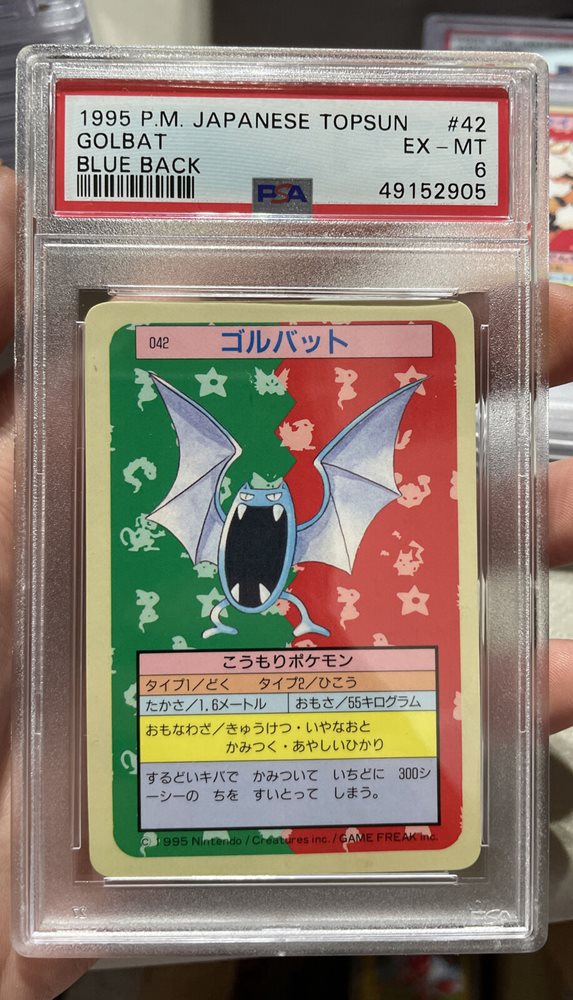 1995 P.M. JAPANESE TOPSUN #42
GOLBAT EX - MT
BLUE BACK 6
PSA 49152905
042 ゴルバット
こうもりポケモン
タイプ1/どく タイプ2/ひこう
たかさ/1.6メートル おもさ/55キログラム
おもなわざ/きゅうけつ・いやなおと
かみつく・あやしいひかり
するどいキバで かみついて いちどに 300シ
ーシーの ちを すいとって しまう。
© 1995 Nintendo / Creatures inc. / GAME FREAK inc.